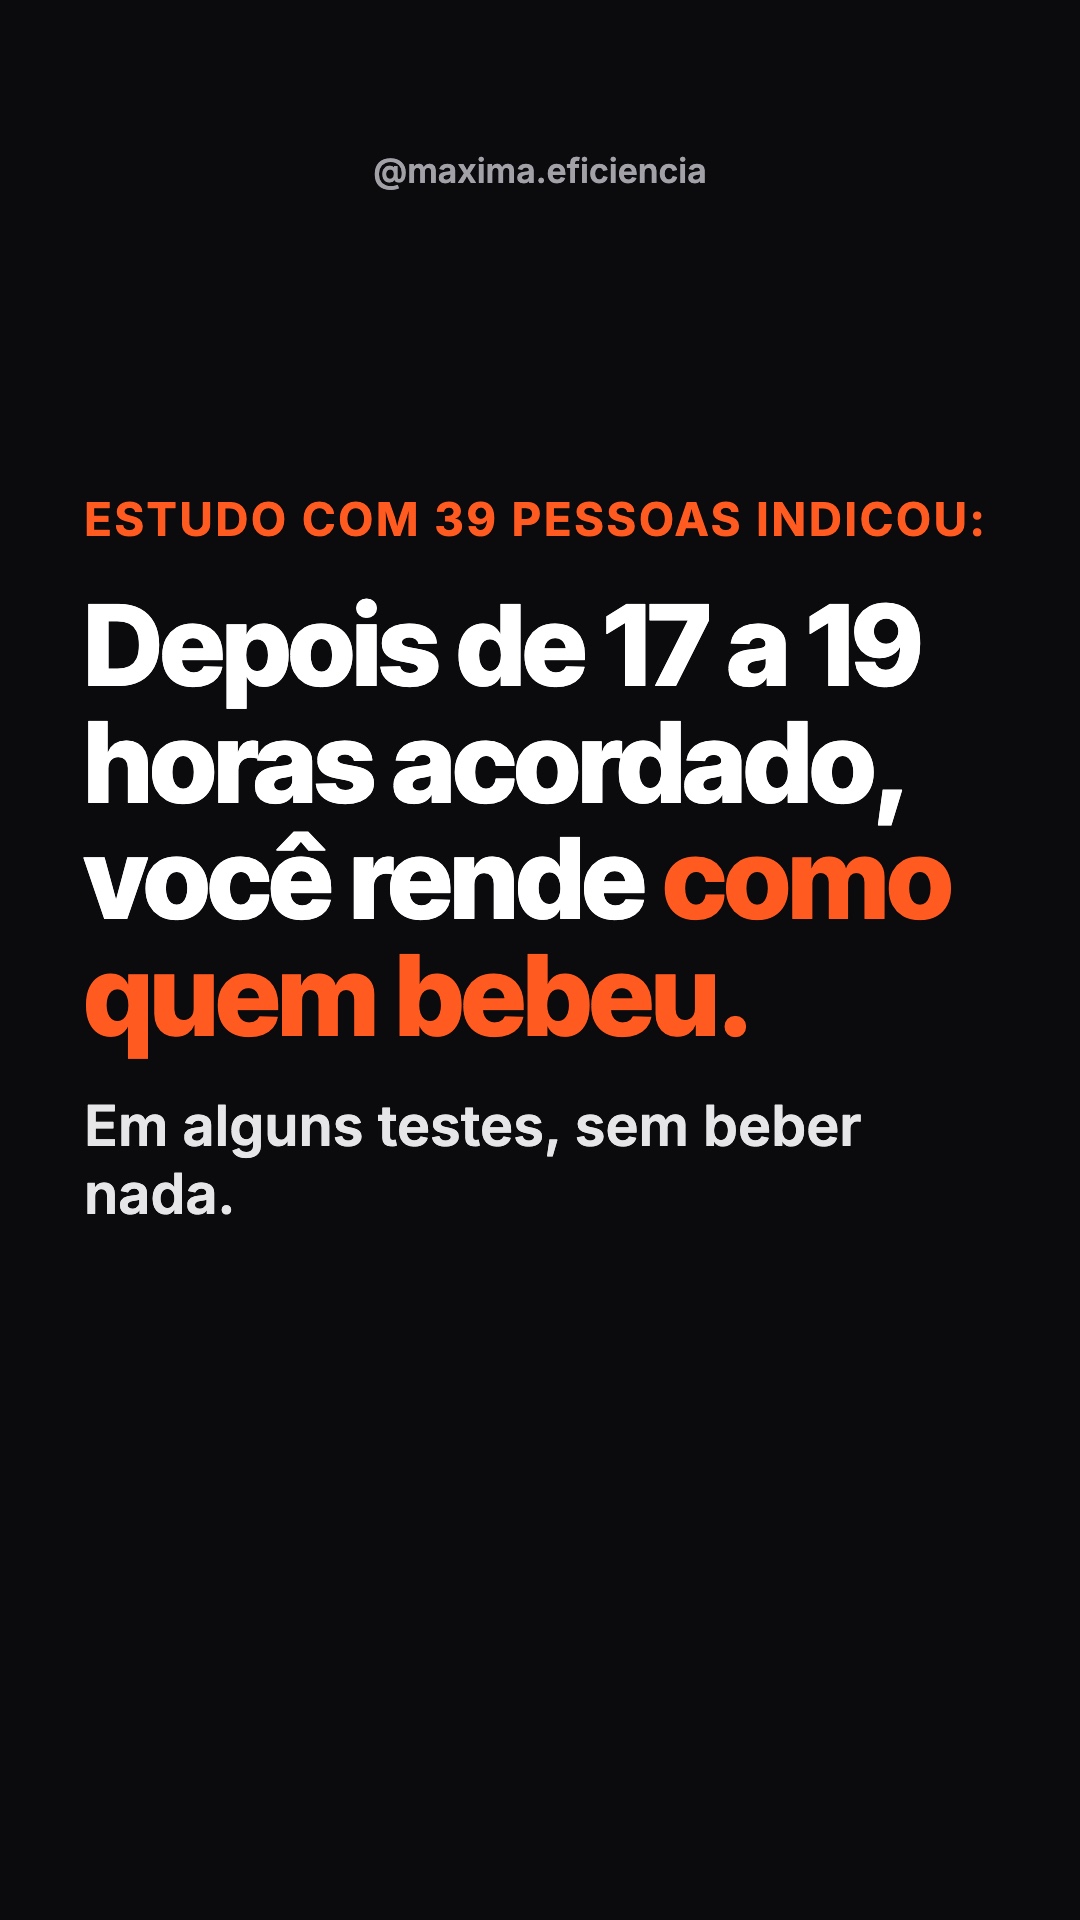 @maxima.eficiencia
ESTUDO COM 39 PESSOAS INDICOU:
Depois de 17 a 19
horas acordado,
você rende como
quem bebeu.
Em alguns testes, sem beber
nada.